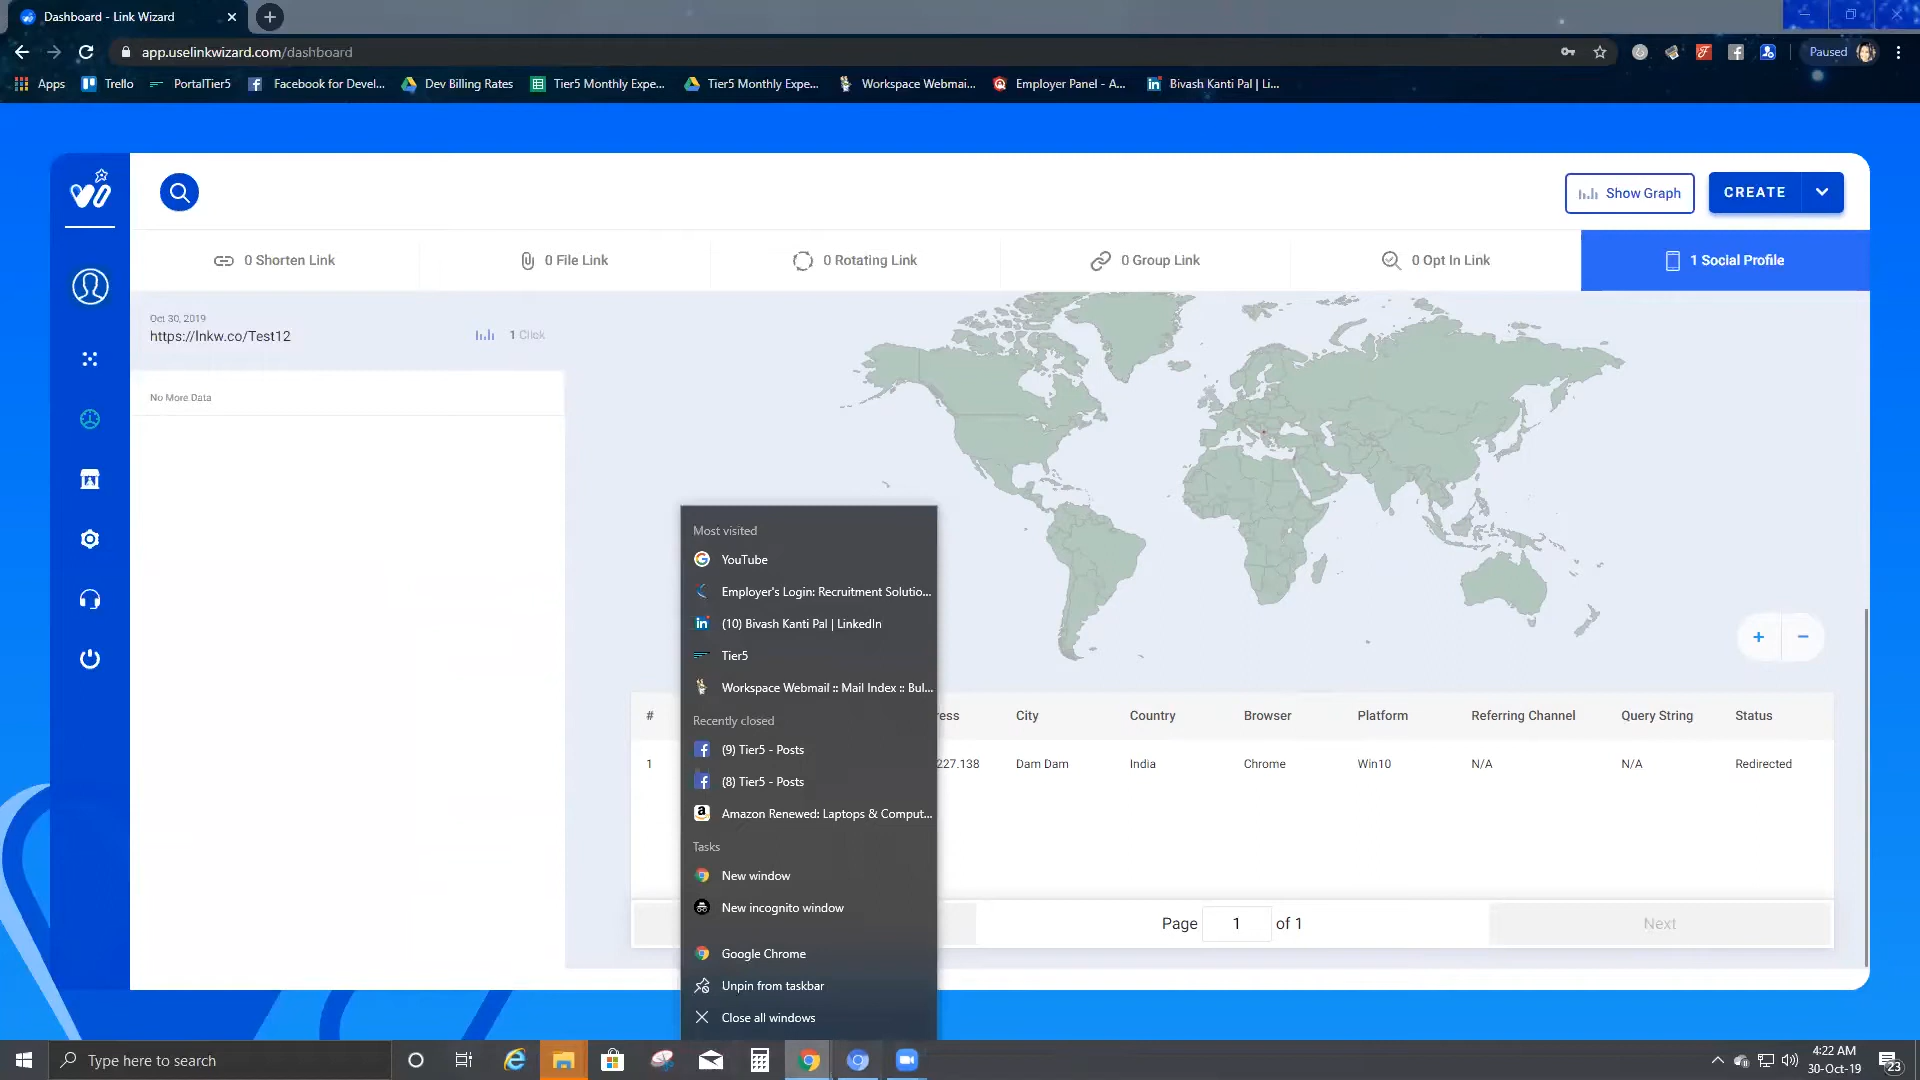 Dashboard - Link Wizard
app.uselinkwizard.com/dashboard
Paused
Apps
Trello
PortalTier5
Facebook for Devel...
Dev Billing Rates
Tier5 Monthly Expe...
Tier5 Monthly Expe...
Workspace Webmai...
Employer Panel - A...
Bivash Kanti Pal | Li...
Show Graph
CREATE
0 Shorten Link
0 File Link
0 Rotating Link
0 Group Link
0 Opt In Link
1 Social Profile
Oct 30, 2019
https://lnkw.co/Test12
1 Click
No More Data
Most visited
YouTube
Employer's Login: Recruitment Solutio...
(10) Bivash Kanti Pal | LinkedIn
Tier5
Workspace Webmail :: Mail Index :: Bul...
Recently closed
(9) Tier5 - Posts
(8) Tier5 - Posts
Amazon Renewed: Laptops & Comput...
Tasks
New window
New incognito window
Google Chrome
Unpin from taskbar
Close all windows
# ress City Country Browser Platform Referring Channel Query String Status
1 227.138 Dam Dam India Chrome Win10 N/A N/A Redirected
Page 1 of 1
Next
Type here to search
4:22 AM
30-Oct-19
23